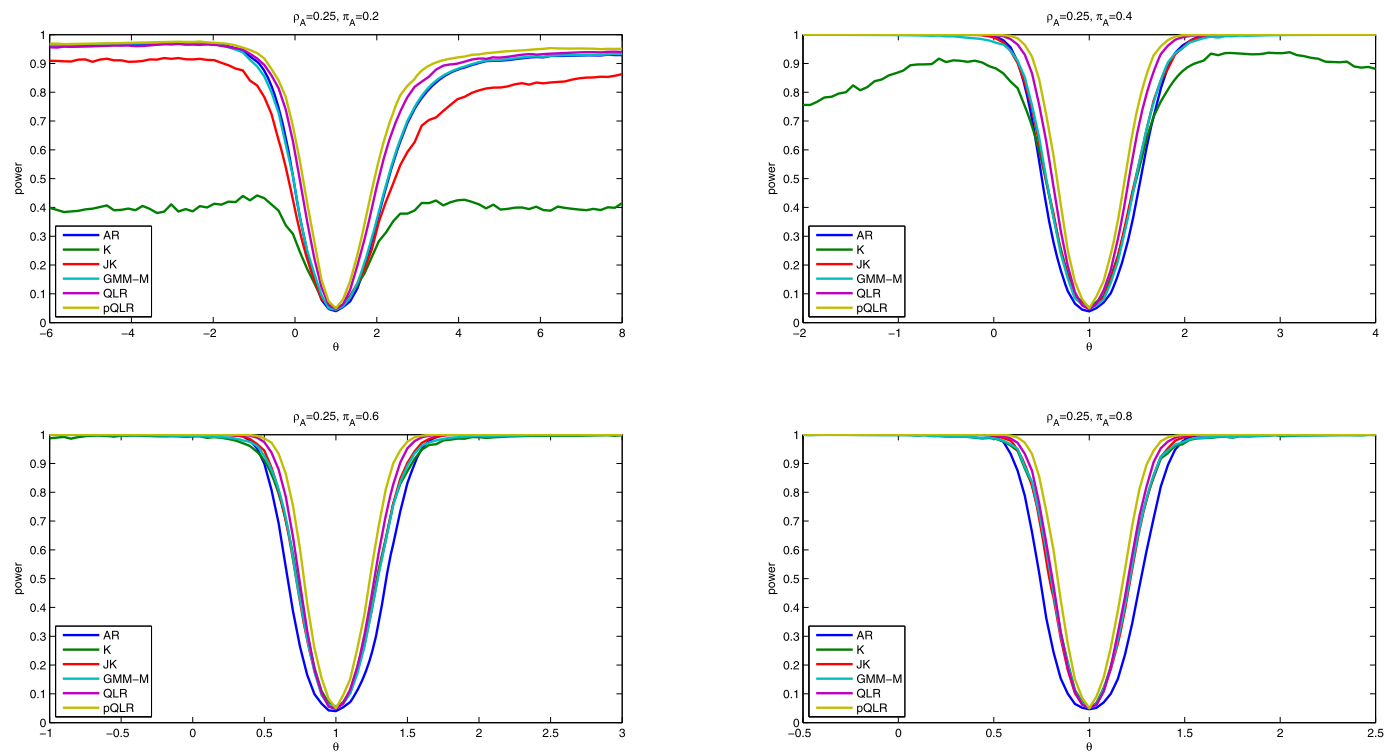 ρA=0.25, πA=0.2
1
0.9
0.8
0.7
0.6
0.5
0.4
0.3
0.2
0.1
0
power
AR
K
JK
GMM−M
QLR
pQLR
−6 −4 −2 0 2 4 6 8
θ
ρA=0.25, πA=0.4
1
0.9
0.8
0.7
0.6
0.5
0.4
0.3
0.2
0.1
0
power
AR
K
JK
GMM−M
QLR
pQLR
−2 −1 0 1 2 3 4
θ
ρA=0.25, πA=0.6
1
0.9
0.8
0.7
0.6
0.5
0.4
0.3
0.2
0.1
0
power
AR
K
JK
GMM−M
QLR
pQLR
−1 −0.5 0 0.5 1 1.5 2 2.5 3
θ
ρA=0.25, πA=0.8
1
0.9
0.8
0.7
0.6
0.5
0.4
0.3
0.2
0.1
0
power
AR
K
JK
GMM−M
QLR
pQLR
−0.5 0 0.5 1 1.5 2 2.5
θ